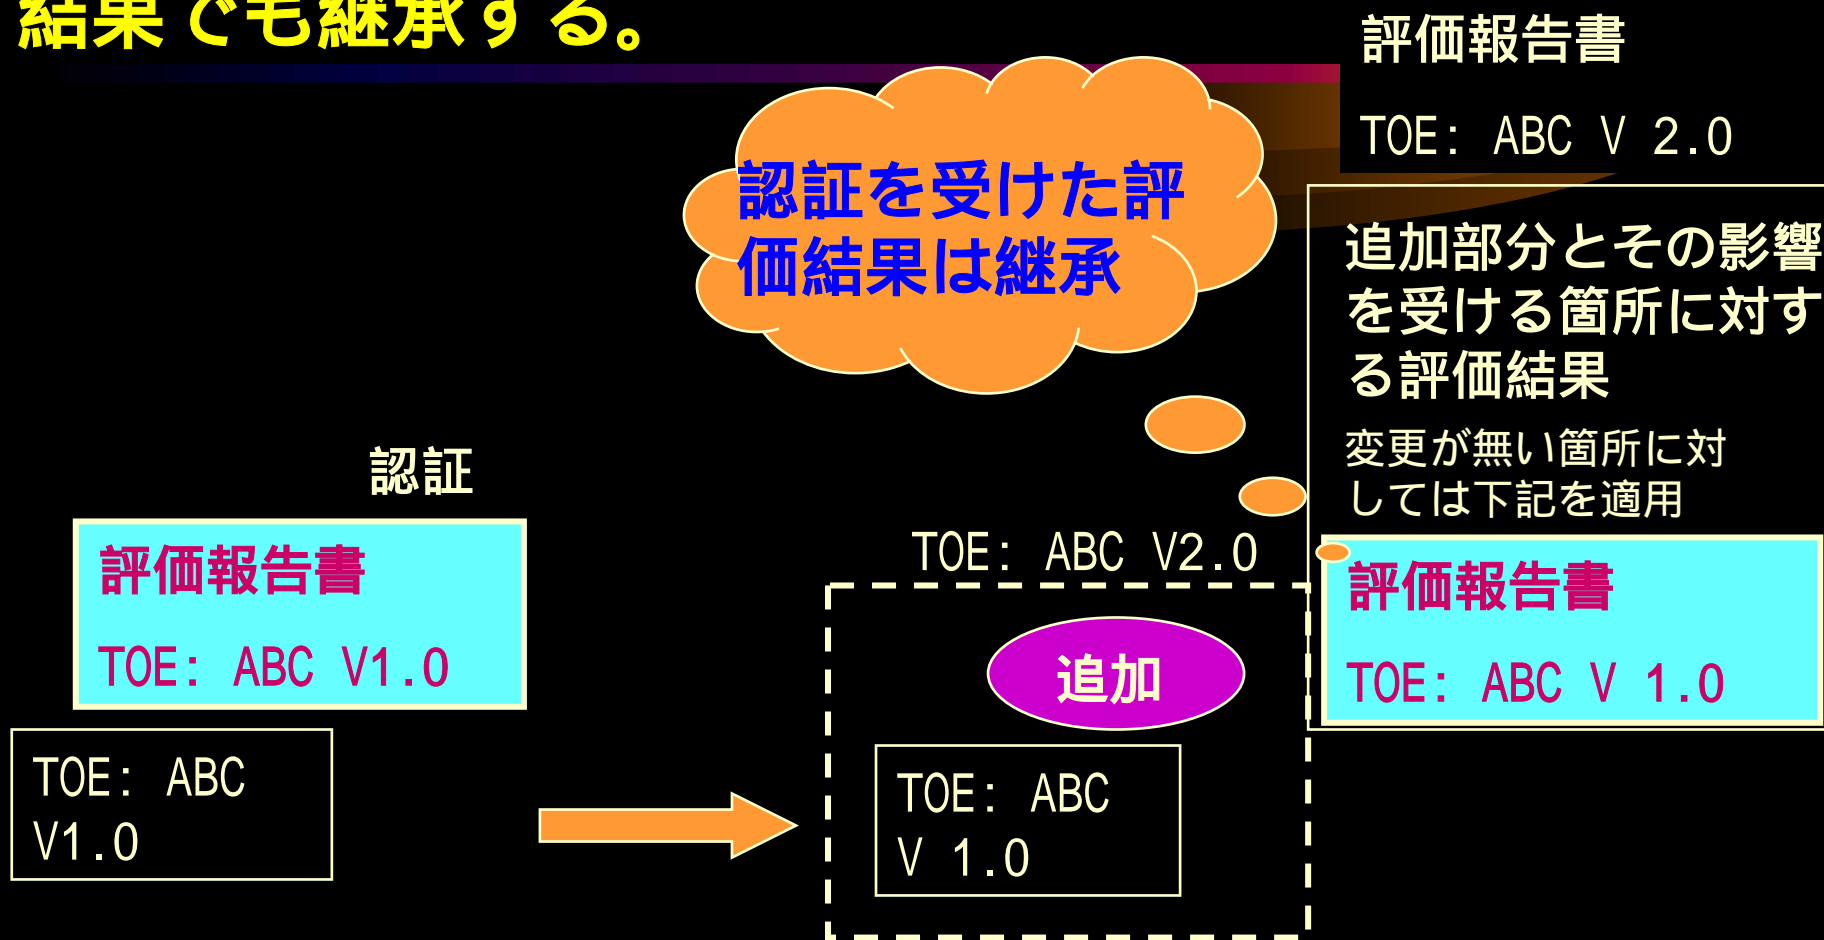 結果でも継承する。
評価報告書
TOE: ABC V 2.0
認証を受けた評
価結果は継承
追加部分とその影響
を受ける箇所に対す
る評価結果
変更が無い箇所に対
しては下記を適用
評価報告書
TOE: ABC V 1.0
認証
評価報告書
TOE: ABC V1.0
TOE: ABC
V1.0
TOE: ABC V2.0
追加
TOE: ABC
V 1.0